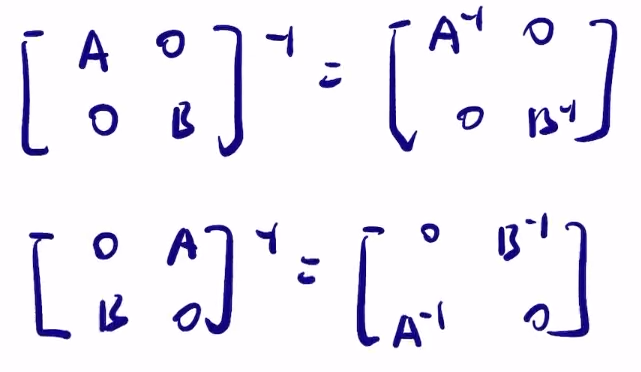 [ A 0 ]^-1 = [ A^-1 0 ]
[ 0 B ] [ 0 B^-1 ]
[ 0 A ]^-1 = [ 0 B^-1 ]
[ B 0 ] [ A^-1 0 ]